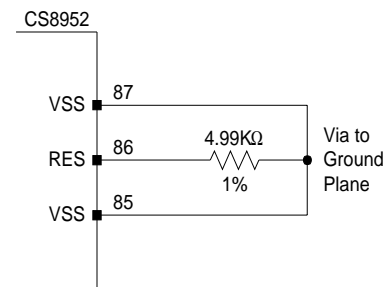 CS8952
VSS 87
RES 86
VSS 85
4.99KΩ
1%
Via to
Ground
Plane